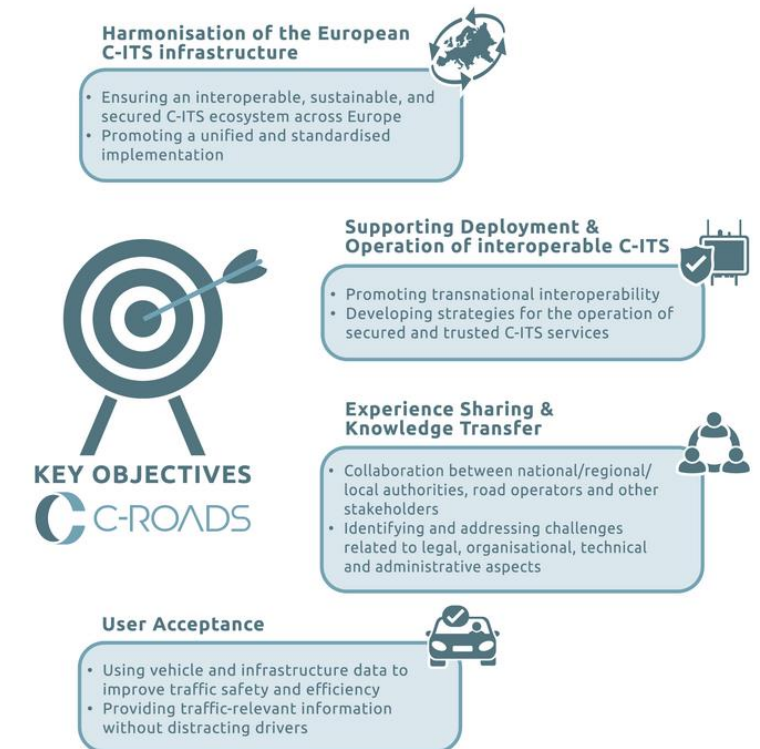 Harmonisation of the European
C-ITS infrastructure
• Ensuring an interoperable, sustainable, and
secured C-ITS ecosystem across Europe
• Promoting a unified and standardised
implementation
Supporting Deployment &
Operation of interoperable C-ITS
• Promoting transnational interoperability
• Developing strategies for the operation of
secured and trusted C-ITS services
KEY OBJECTIVES
C-ROADS
Experience Sharing &
Knowledge Transfer
• Collaboration between national/regional/
local authorities, road operators and other
stakeholders
• Identifying and addressing challenges
related to legal, organisational, technical
and administrative aspects
User Acceptance
• Using vehicle and infrastructure data to
improve traffic safety and efficiency
• Providing traffic-relevant information
without distracting drivers